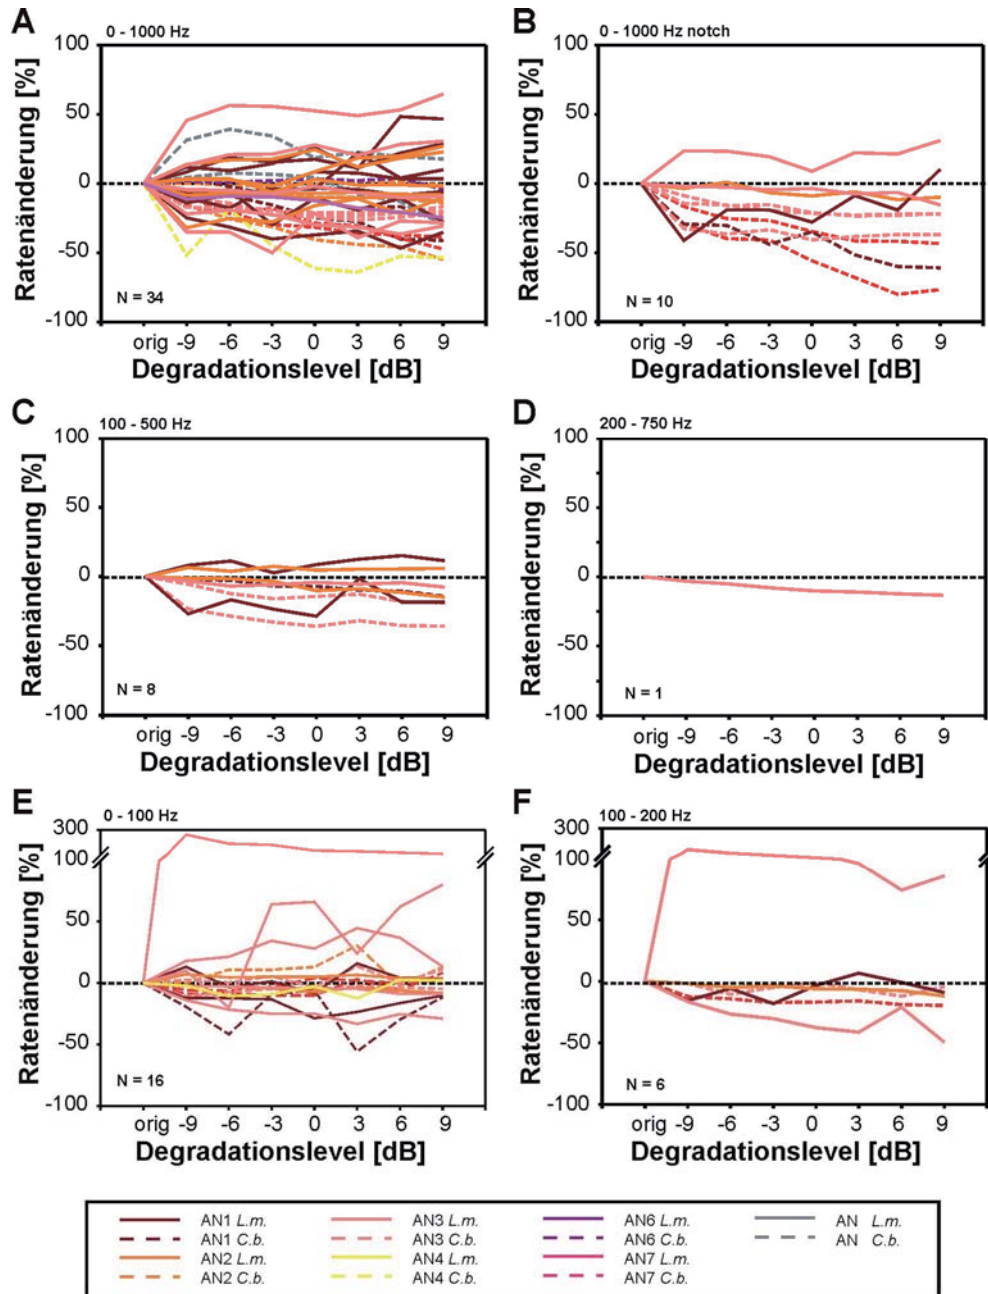 A
0 - 1000 Hz
Ratenänderung [%]
100
50
0
-50
-100
N = 34
orig -9 -6 -3 0 3 6 9
Degradationslevel [dB]
B
0 - 1000 Hz notch
Ratenänderung [%]
100
50
0
-50
-100
N = 10
orig -9 -6 -3 0 3 6 9
Degradationslevel [dB]
C
100 - 500 Hz
Ratenänderung [%]
100
50
0
-50
-100
N = 8
orig -9 -6 -3 0 3 6 9
Degradationslevel [dB]
D
200 - 750 Hz
Ratenänderung [%]
100
50
0
-50
-100
N = 1
orig -9 -6 -3 0 3 6 9
Degradationslevel [dB]
E
0 - 100 Hz
Ratenänderung [%]
300
100
50
0
-50
-100
N = 16
orig -9 -6 -3 0 3 6 9
Degradationslevel [dB]
F
100 - 200 Hz
Ratenänderung [%]
300
100
50
0
-50
-100
N = 6
orig -9 -6 -3 0 3 6 9
Degradationslevel [dB]
AN1 L.m.
AN1 C.b.
AN2 L.m.
AN2 C.b.
AN3 L.m.
AN3 C.b.
AN4 L.m.
AN4 C.b.
AN6 L.m.
AN6 C.b.
AN7 L.m.
AN7 C.b.
AN L.m.
AN C.b.